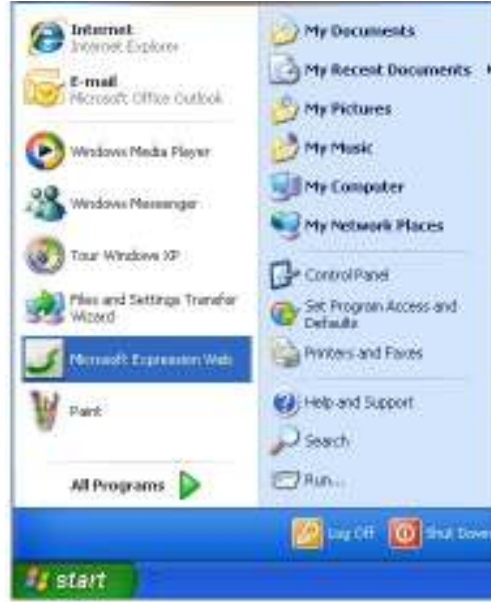 Internet
Internet Explorer
E-mail
Microsoft Office Outlook
Windows Media Player
Windows Messenger
Tour Windows XP
Files and Settings Transfer
Wizard
Microsoft Expression Web
Paint
All Programs
My Documents
My Recent Documents
My Pictures
My Music
My Computer
My Network Places
Control Panel
Set Program Access and
Defaults
Printers and Faxes
Help and Support
Search
Run...
Log Off
Shut Down
start